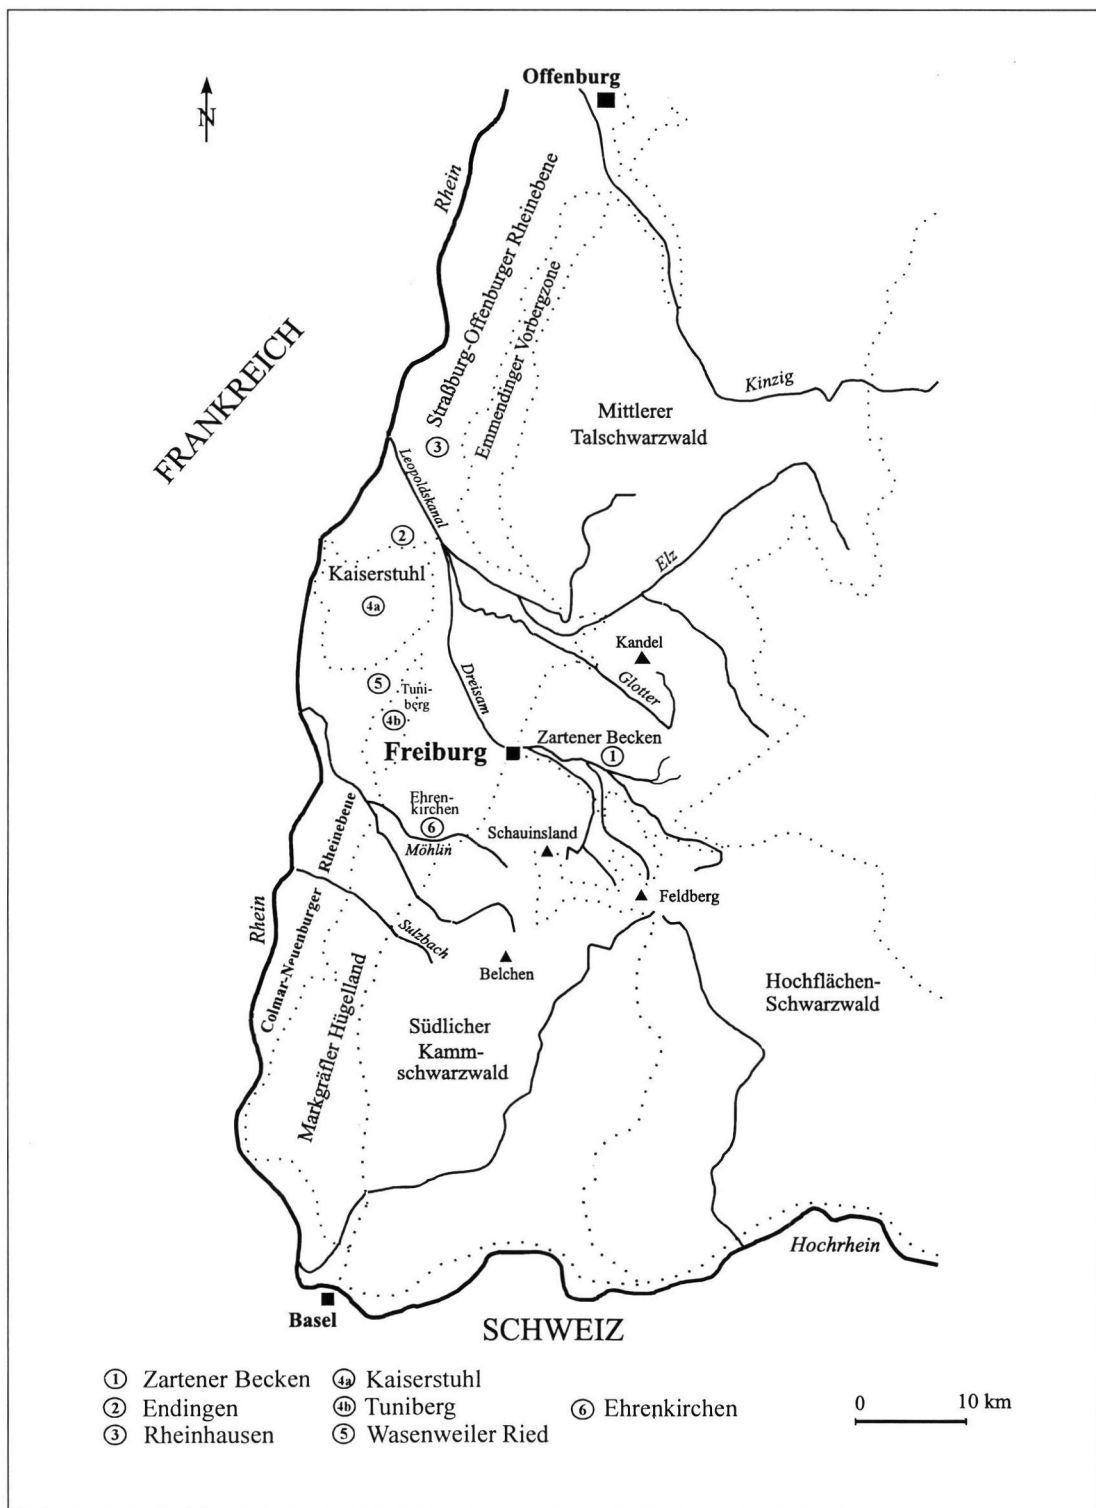 Offenburg
N
Rhein
Straßburg-Offenburger Rheinebene
Emmendinger Vorbergzone
FRANKREICH
Kinzig
Mittlerer
Talschwarzwald
3
Leopoldskanal
2
Elz
Kaiserstuhl
4a
Kandel
5
Tuni-
berg
4b
Dreisam
Glotter
Zartener Becken
1
Freiburg
Ehren-
kirchen
6
Möhlin
Schauinsland
Feldberg
Rhein
Colmar-Neuenburger Rheinebene
Sulzbach
Belchen
Markgräfler Hügelland
Südlicher
Kamm-
schwarzwald
Hochflächen-
Schwarzwald
Hochrhein
Basel
SCHWEIZ
1 Zartener Becken
2 Endingen
3 Rheinhausen
4a Kaiserstuhl
4b Tuniberg
5 Wasenweiler Ried
6 Ehrenkirchen
0 10 km